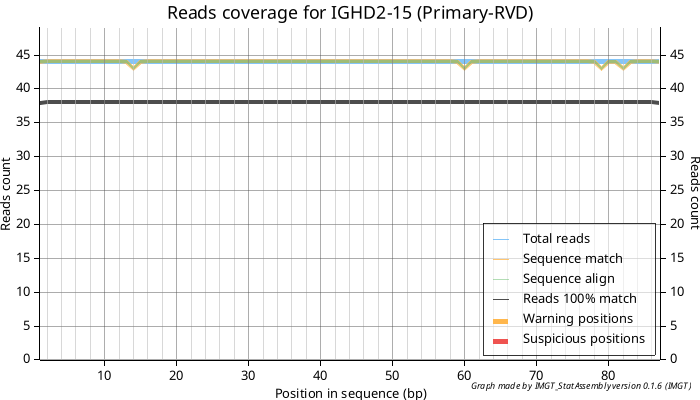 Reads coverage for IGHD2-15 (Primary-RVD)
45 45
40 40
35 35
30 30
25 25
20 20
15 15
10 10
5 5
0 0
Reads count
Reads count
Total reads
Sequence match
Sequence align
Reads 100% match
Warning positions
Suspicious positions
10 20 30 40 50 60 70 80
Position in sequence (bp)
Graph made by IMGT_StatAssembly version 0.1.6 (IMGT)